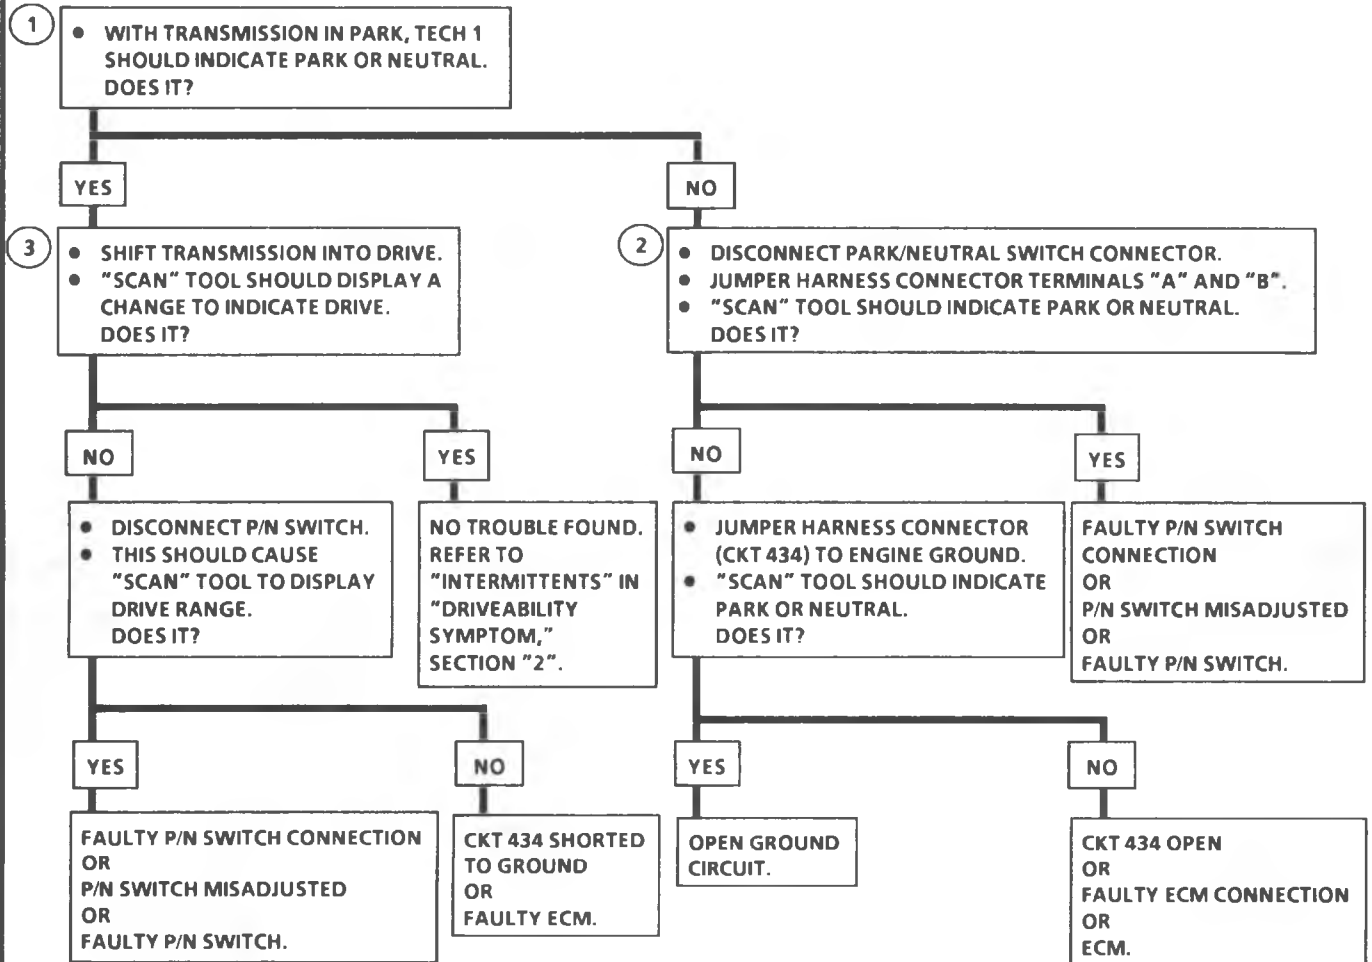 1
● WITH TRANSMISSION IN PARK, TECH 1
SHOULD INDICATE PARK OR NEUTRAL.
DOES IT?
YES
NO
3
● SHIFT TRANSMISSION INTO DRIVE.
● "SCAN" TOOL SHOULD DISPLAY A
CHANGE TO INDICATE DRIVE.
DOES IT?
2
● DISCONNECT PARK/NEUTRAL SWITCH CONNECTOR.
● JUMPER HARNESS CONNECTOR TERMINALS "A" AND "B".
● "SCAN" TOOL SHOULD INDICATE PARK OR NEUTRAL.
DOES IT?
NO
YES
NO
YES
● DISCONNECT P/N SWITCH.
● THIS SHOULD CAUSE
"SCAN" TOOL TO DISPLAY
DRIVE RANGE.
DOES IT?
NO TROUBLE FOUND.
REFER TO
"INTERMITTENTS" IN
"DRIVEABILITY
SYMPTOM,"
SECTION "2".
● JUMPER HARNESS CONNECTOR
(CKT 434) TO ENGINE GROUND.
● "SCAN" TOOL SHOULD INDICATE
PARK OR NEUTRAL.
DOES IT?
FAULTY P/N SWITCH
CONNECTION
OR
P/N SWITCH MISADJUSTED
OR
FAULTY P/N SWITCH.
YES
NO
YES
NO
FAULTY P/N SWITCH CONNECTION
OR
P/N SWITCH MISADJUSTED
OR
FAULTY P/N SWITCH.
CKT 434 SHORTED
TO GROUND
OR
FAULTY ECM.
OPEN GROUND
CIRCUIT.
CKT 434 OPEN
OR
FAULTY ECM CONNECTION
OR
ECM.